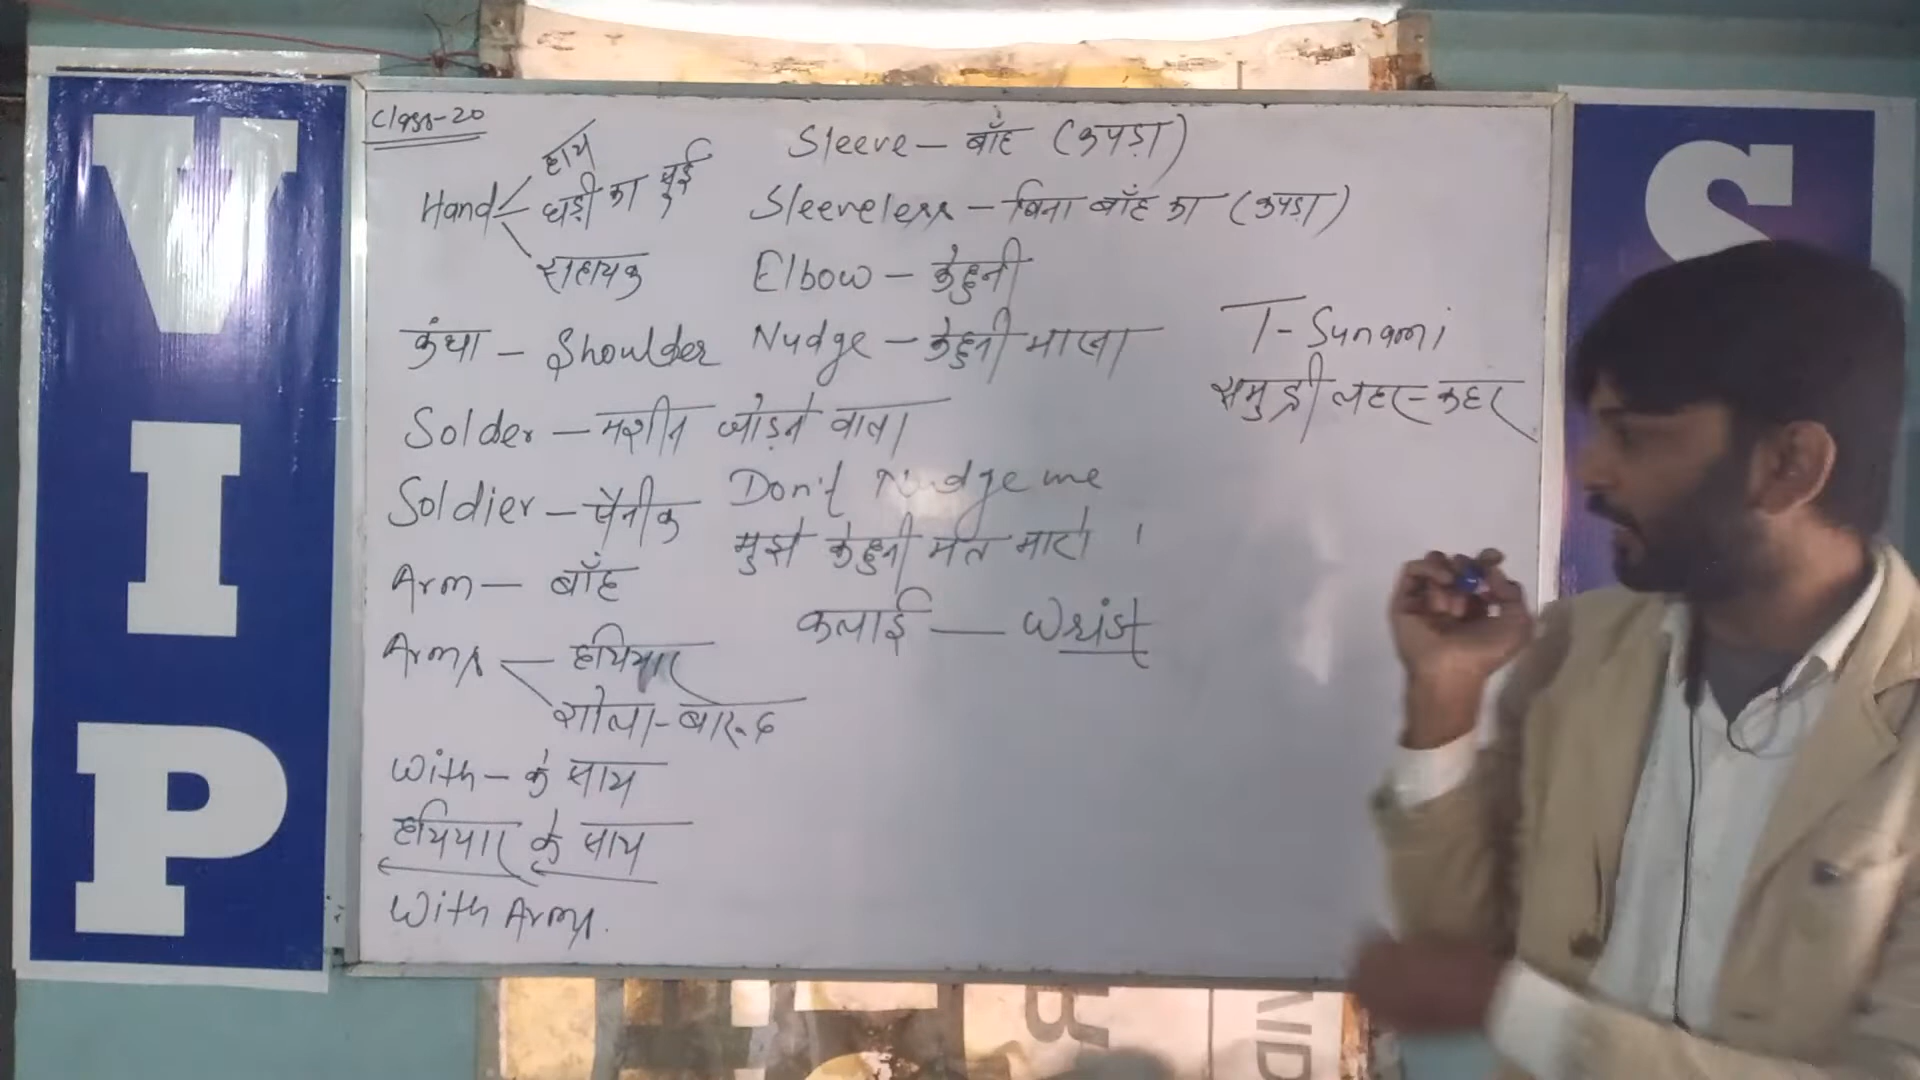 VIP
S
Class-20
Hand हाथ
घड़ी का सुई
सहायक
कंधा – Shoulder
Solder – मशीन जोड़ने वाला
Soldier – सैनीक
Arm – बाँह
Arms – हथियार
गोला-बारूद
With – के साथ
हथियार के साथ
With Arms.
Sleeve – बाँह (कपड़ा)
Sleeveless – बिना बाँह का (कपड़ा)
Elbow – केहुनी
Nudge – केहुनी मारना
Don't Nudge me
मुझे केहुनी मत मारो ।
कलाई — Wrist
T-Sunami
समुद्री लहर-कहर